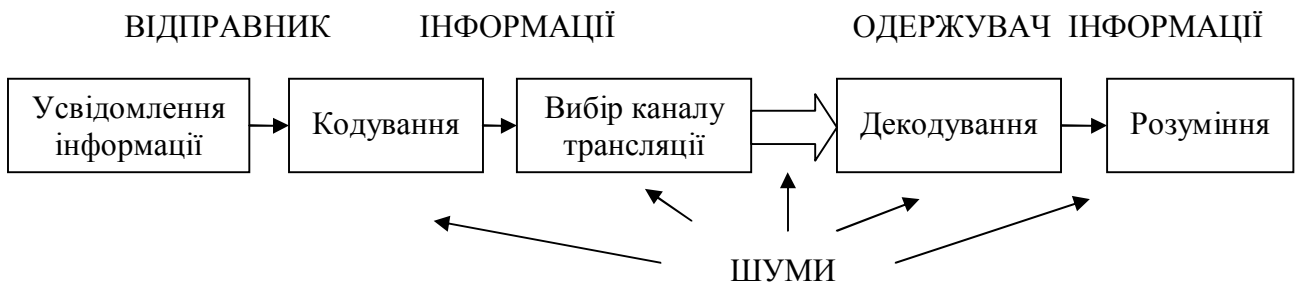 ВІДПРАВНИК ІНФОРМАЦІЇ ОДЕРЖУВАЧ ІНФОРМАЦІЇ
Усвідомлення
інформації
Кодування
Вибір каналу
трансляції
Декодування
Розуміння
ШУМИ